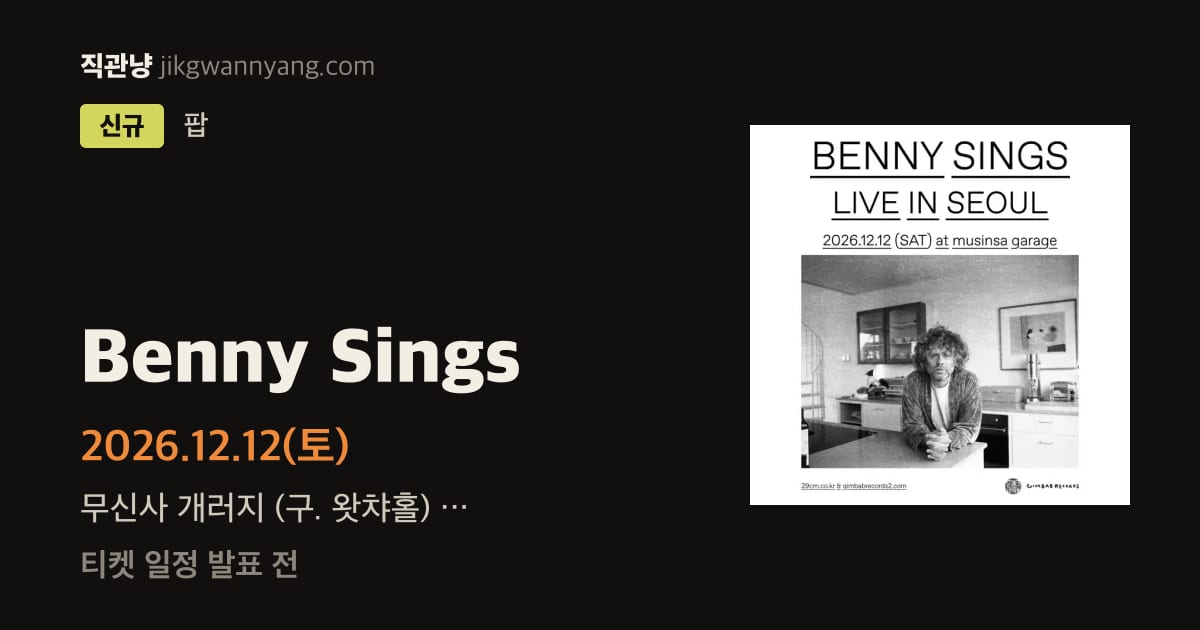 직관냥 jikgwannyang.com
신규 팝
Benny Sings
2026.12.12(토)
무신사 개러지 (구. 왓챠홀) ···
티켓 일정 발표 전
BENNY SINGS
LIVE IN SEOUL
2026.12.12 (SAT) at musinsa garage
29cm.co.kr & gimbabrecords2.com
GIMBAB RECORDS